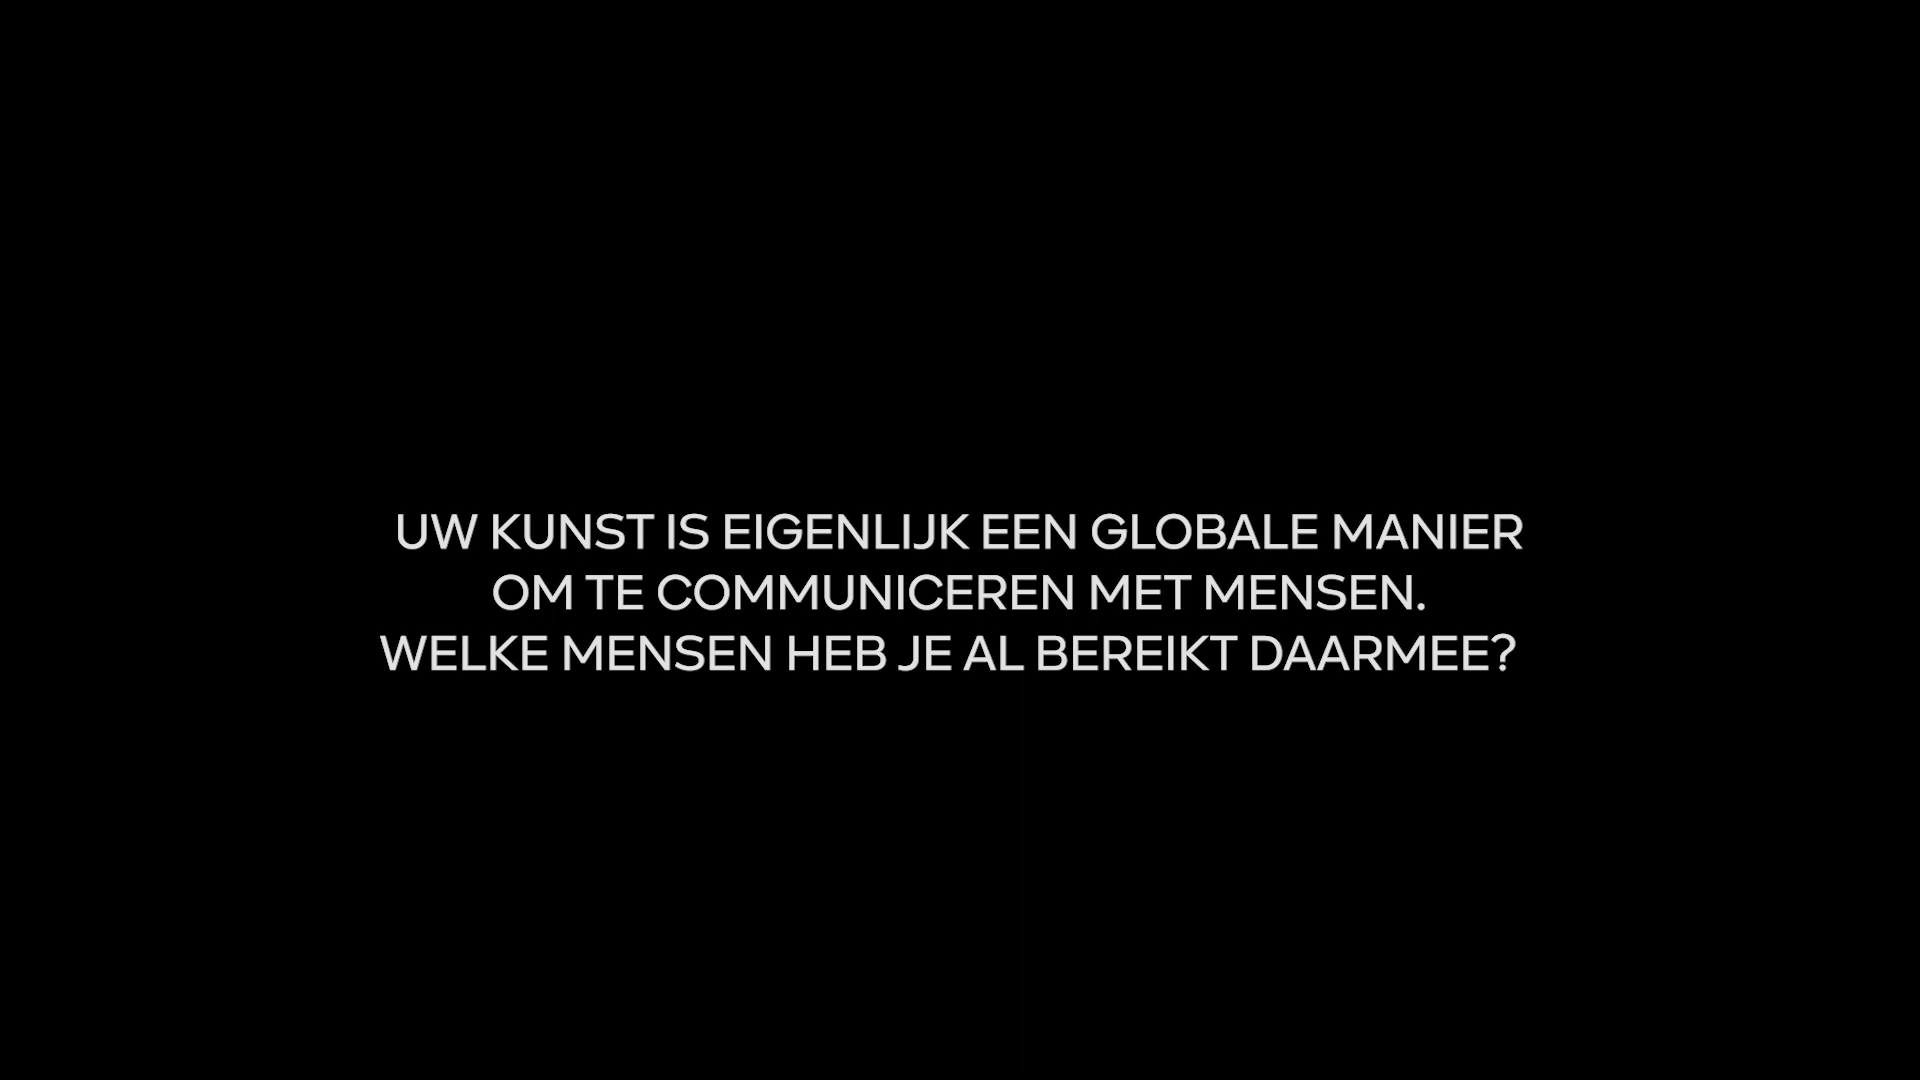 UW KUNST IS EIGENLIJK EEN GLOBALE MANIER
OM TE COMMUNICEREN MET MENSEN.
WELKE MENSEN HEB JE AL BEREIKT DAARMEE?